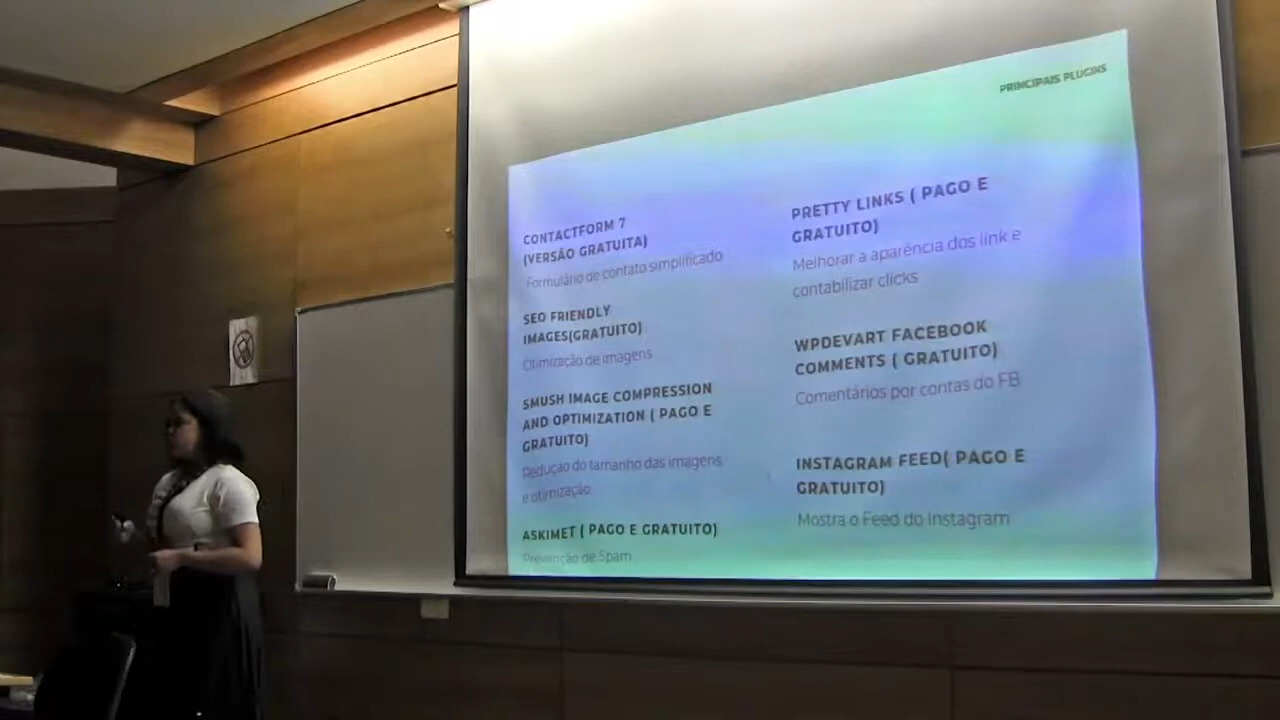 PRINCIPAIS PLUGINS
CONTACTFORM 7
(VERSÃO GRATUITA)
Formulário de contato simplificado
SEO FRIENDLY
IMAGES(GRATUITO)
Otimização de imagens
SMUSH IMAGE COMPRESSION
AND OPTIMIZATION ( PAGO E
GRATUITO)
Redução do tamanho das imagens
e otimização
ASKIMET ( PAGO E GRATUITO)
Prevenção de Spam
PRETTY LINKS ( PAGO E
GRATUITO)
Melhorar a aparência dos link e
contabilizar clicks
WPDEVART FACEBOOK
COMMENTS ( GRATUITO)
Comentários por contas do FB
INSTAGRAM FEED( PAGO E
GRATUITO)
Mostra o Feed do Instagram